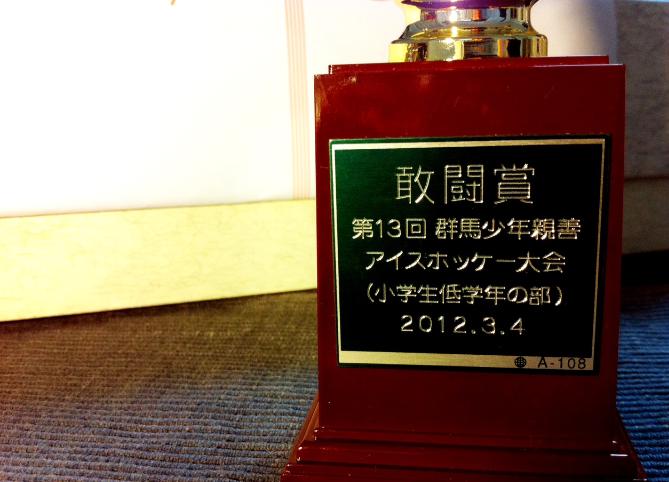 敢闘賞
第13回 群馬少年親善
アイスホッケー大会
(小学生低学年の部)
2012.3.4
A-108